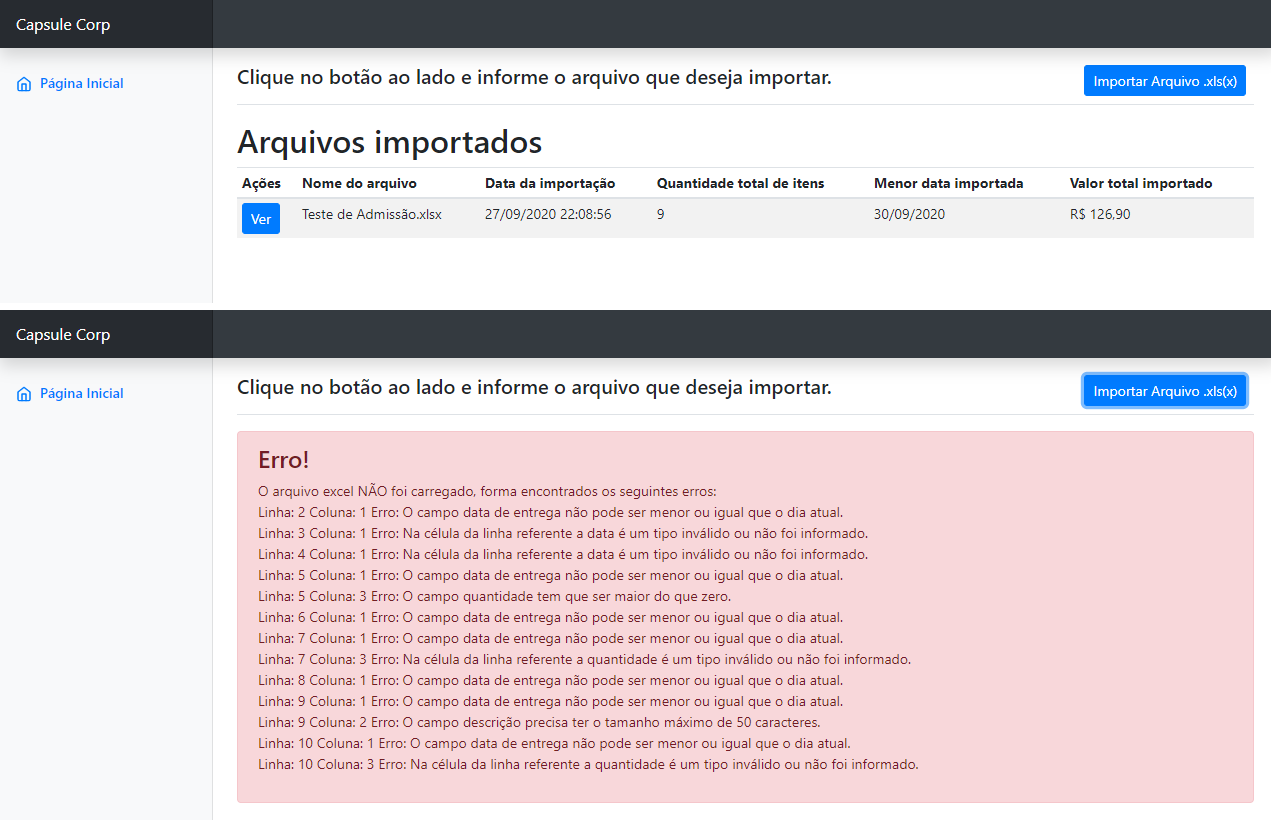 Capsule Corp
Página Inicial
Clique no botão ao lado e informe o arquivo que deseja importar.
Importar Arquivo .xls(x)
Arquivos importados
Ações Nome do arquivo Data da importação Quantidade total de itens Menor data importada Valor total importado
Ver Teste de Admissão.xlsx 27/09/2020 22:08:56 9 30/09/2020 R$ 126,90
Capsule Corp
Página Inicial
Clique no botão ao lado e informe o arquivo que deseja importar.
Importar Arquivo .xls(x)
Erro!
O arquivo excel NÃO foi carregado, forma encontrados os seguintes erros:
Linha: 2 Coluna: 1 Erro: O campo data de entrega não pode ser menor ou igual que o dia atual.
Linha: 3 Coluna: 1 Erro: Na célula da linha referente a data é um tipo inválido ou não foi informado.
Linha: 4 Coluna: 1 Erro: Na célula da linha referente a data é um tipo inválido ou não foi informado.
Linha: 5 Coluna: 1 Erro: O campo data de entrega não pode ser menor ou igual que o dia atual.
Linha: 5 Coluna: 3 Erro: O campo quantidade tem que ser maior do que zero.
Linha: 6 Coluna: 1 Erro: O campo data de entrega não pode ser menor ou igual que o dia atual.
Linha: 7 Coluna: 1 Erro: O campo data de entrega não pode ser menor ou igual que o dia atual.
Linha: 7 Coluna: 3 Erro: Na célula da linha referente a quantidade é um tipo inválido ou não foi informado.
Linha: 8 Coluna: 1 Erro: O campo data de entrega não pode ser menor ou igual que o dia atual.
Linha: 9 Coluna: 1 Erro: O campo data de entrega não pode ser menor ou igual que o dia atual.
Linha: 9 Coluna: 2 Erro: O campo descrição precisa ter o tamanho máximo de 50 caracteres.
Linha: 10 Coluna: 1 Erro: O campo data de entrega não pode ser menor ou igual que o dia atual.
Linha: 10 Coluna: 3 Erro: Na célula da linha referente a quantidade é um tipo inválido ou não foi informado.